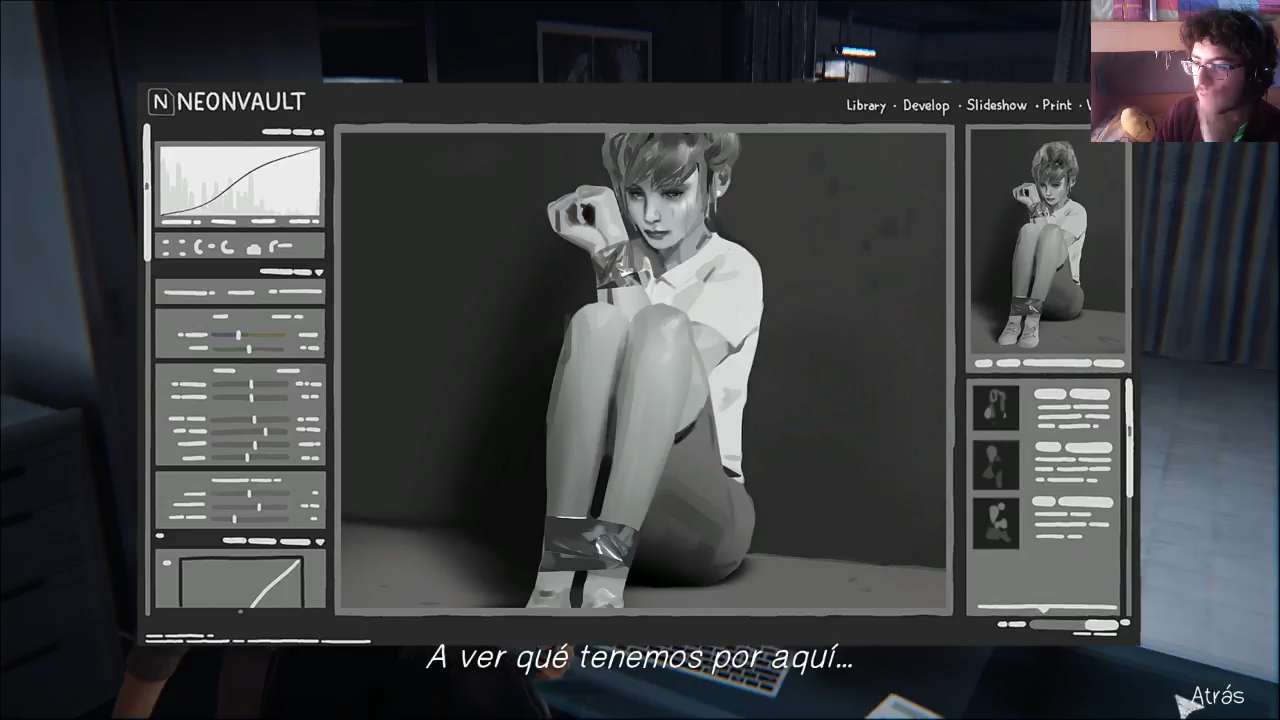 N NEONVAULT
Library · Develop · Slideshow · Print ·
A ver qué tenemos por aquí...
Atrás